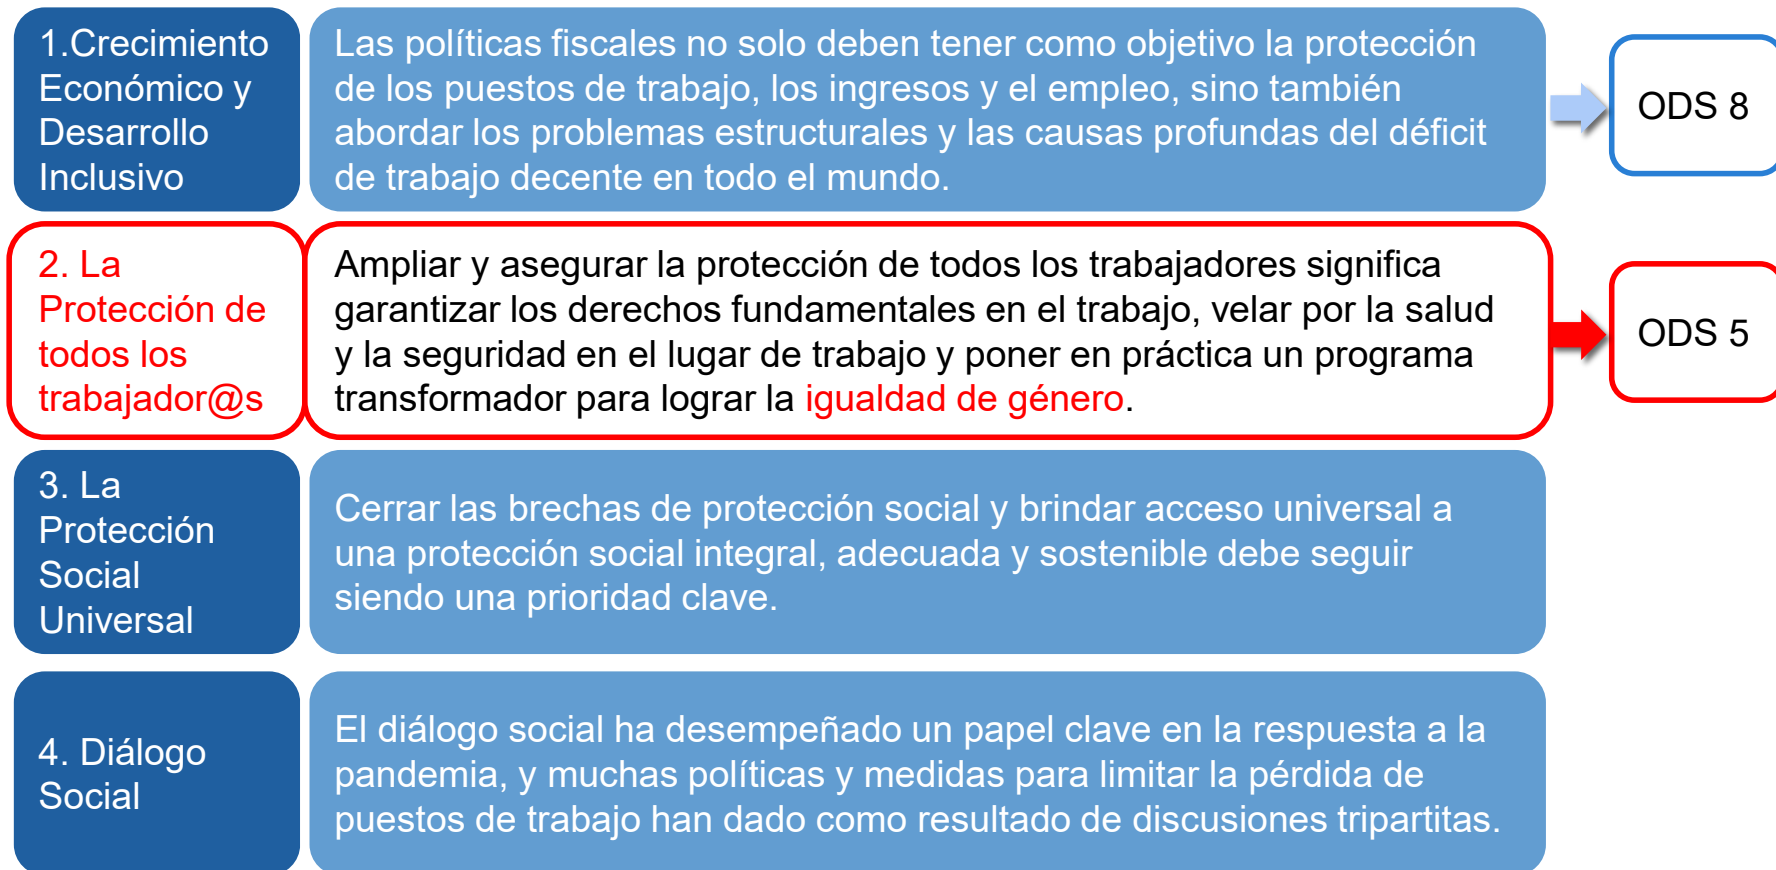 1.Crecimiento
Económico y
Desarrollo
Inclusivo
Las políticas fiscales no solo deben tener como objetivo la protección
de los puestos de trabajo, los ingresos y el empleo, sino también
abordar los problemas estructurales y las causas profundas del déficit
de trabajo decente en todo el mundo.
ODS 8
2. La
Protección de
todos los
trabajador@s
Ampliar y asegurar la protección de todos los trabajadores significa
garantizar los derechos fundamentales en el trabajo, velar por la salud
y la seguridad en el lugar de trabajo y poner en práctica un programa
transformador para lograr la igualdad de género.
ODS 5
3. La
Protección
Social
Universal
Cerrar las brechas de protección social y brindar acceso universal a
una protección social integral, adecuada y sostenible debe seguir
siendo una prioridad clave.
4. Diálogo
Social
El diálogo social ha desempeñado un papel clave en la respuesta a la
pandemia, y muchas políticas y medidas para limitar la pérdida de
puestos de trabajo han dado como resultado de discusiones tripartitas.